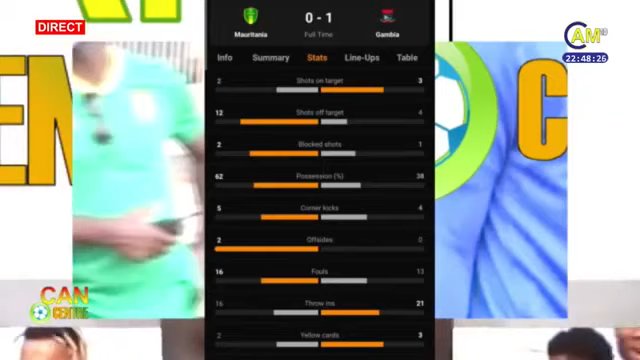 DIRECT
0 - 1
Mauritania
Full Time
Gambia
CAM
22:48:26
Info Summary Stats Line-Ups Table
2 Shots on target 3
12 Shots off target 4
2 Blocked shots 1
62 Possession (%) 38
5 Corner kicks 4
2 Offsides 0
16 Fouls 13
16 Throw ins 21
2 Yellow cards 3
CAN
CENTRE
EN
C